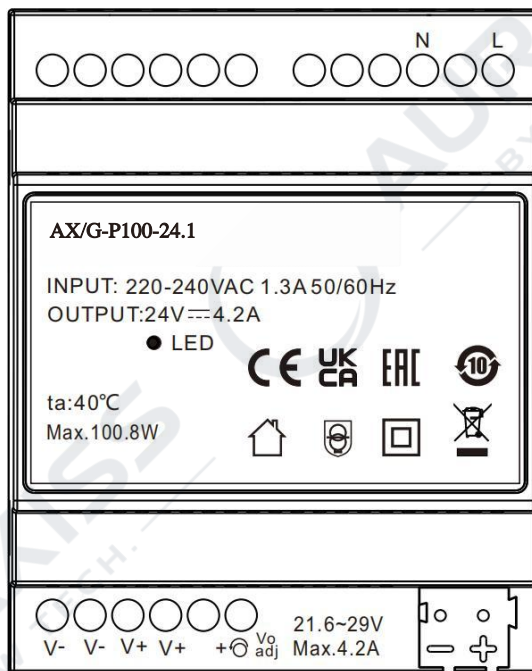 N L
AX/G-P100-24.1
INPUT: 220-240VAC 1.3A 50/60Hz
OUTPUT:24V⎓4.2A
LED
CE UK CA EAC 10
ta:40℃
Max.100.8W
V- V- V+ V+ + Vo adj
21.6~29V
Max.4.2A
- +